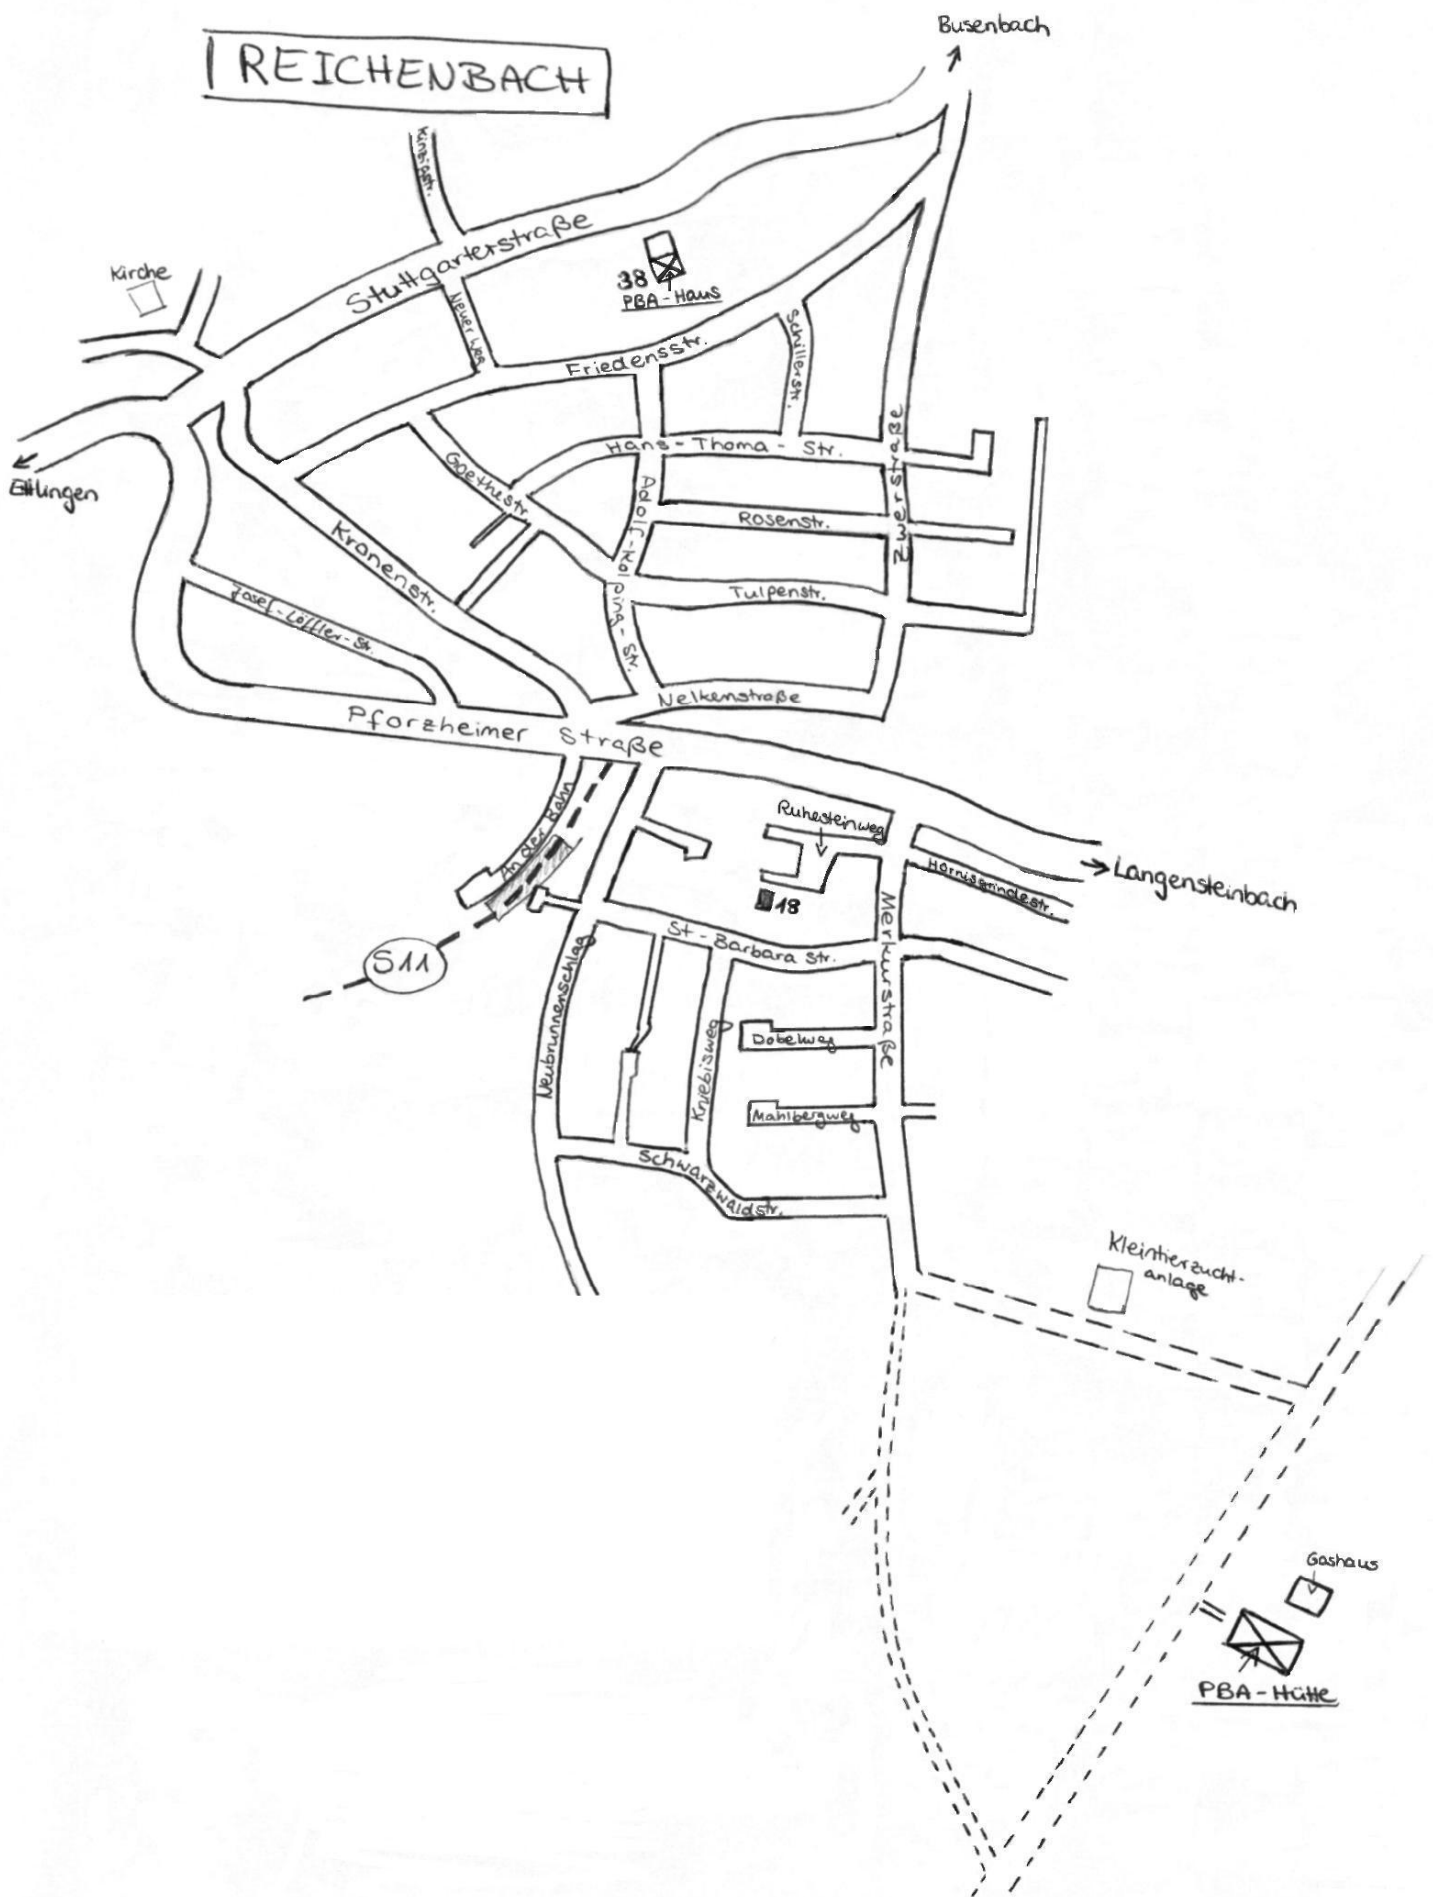 Busenbach
REICHENBACH
Kinzigstr.
Stuttgarterstraße
Kirche
38
PBA-Haus
Neuer Weg
Friedensstr.
Schillerstr.
Hans-Thoma-Str.
Goethestr.
Ettlingen
Adolf-Kolping-Str.
Rosenstr.
Kronenstr.
Tulpenstr.
Josef-Löffler-Str.
Nelkenstraße
Pforzheimer Straße
An der Bahn
Ruhesteinweg
Langensteinbach
Hornisgrindestr.
18
Merkurstraße
St-Barbara Str.
S11
Neubrunnenschlag
Kniebisweg
Dobelweg
Mahlbergweg
Schwarzwaldstr.
Kleintierzucht-
anlage
Gashaus
PBA-Hütte